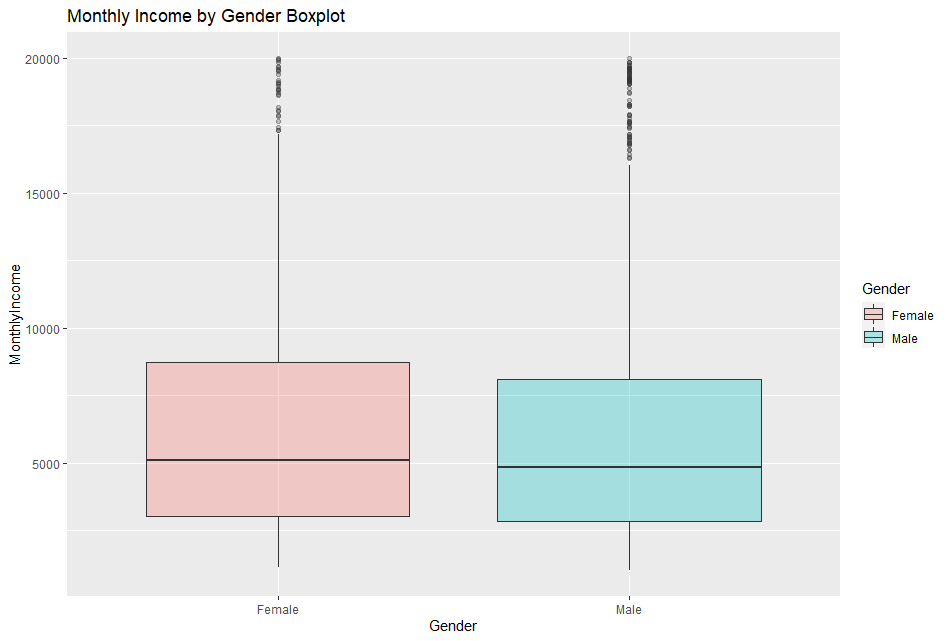 Monthly Income by Gender Boxplot
20000
15000
10000
5000
MonthlyIncome
Female
Male
Gender
Gender
Female
Male